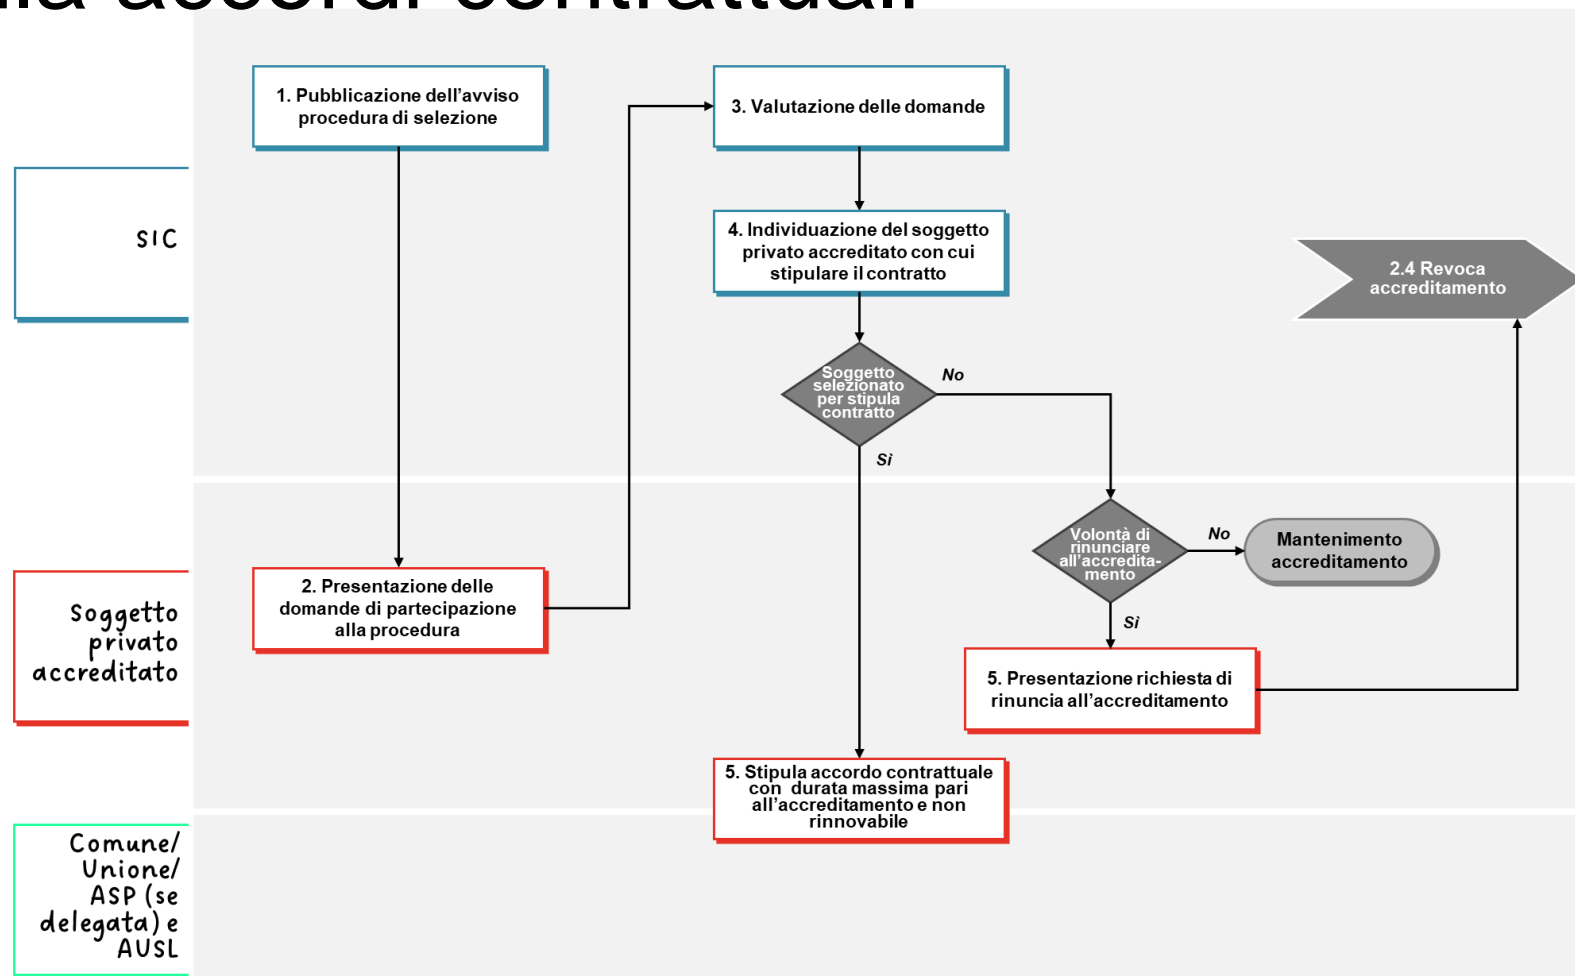 accordi contrattuali
1. Pubblicazione dell'avviso
procedura di selezione
3. Valutazione delle domande
SIC
4. Individuazione del soggetto
privato accreditato con cui
stipulare il contratto
2.4 Revoca
accreditamento
Soggetto
selezionato
per stipula
contratto
No
Sì
Volontà di
rinunciare
all'accredita-
mento
No
Mantenimento
accreditamento
Soggetto
privato
accreditato
2. Presentazione delle
domande di partecipazione
alla procedura
Sì
5. Presentazione richiesta di
rinuncia all'accreditamento
5. Stipula accordo contrattuale
con  durata massima pari
all'accreditamento e non
rinnovabile
Comune/
Unione/
ASP (se
delegata) e
AUSL